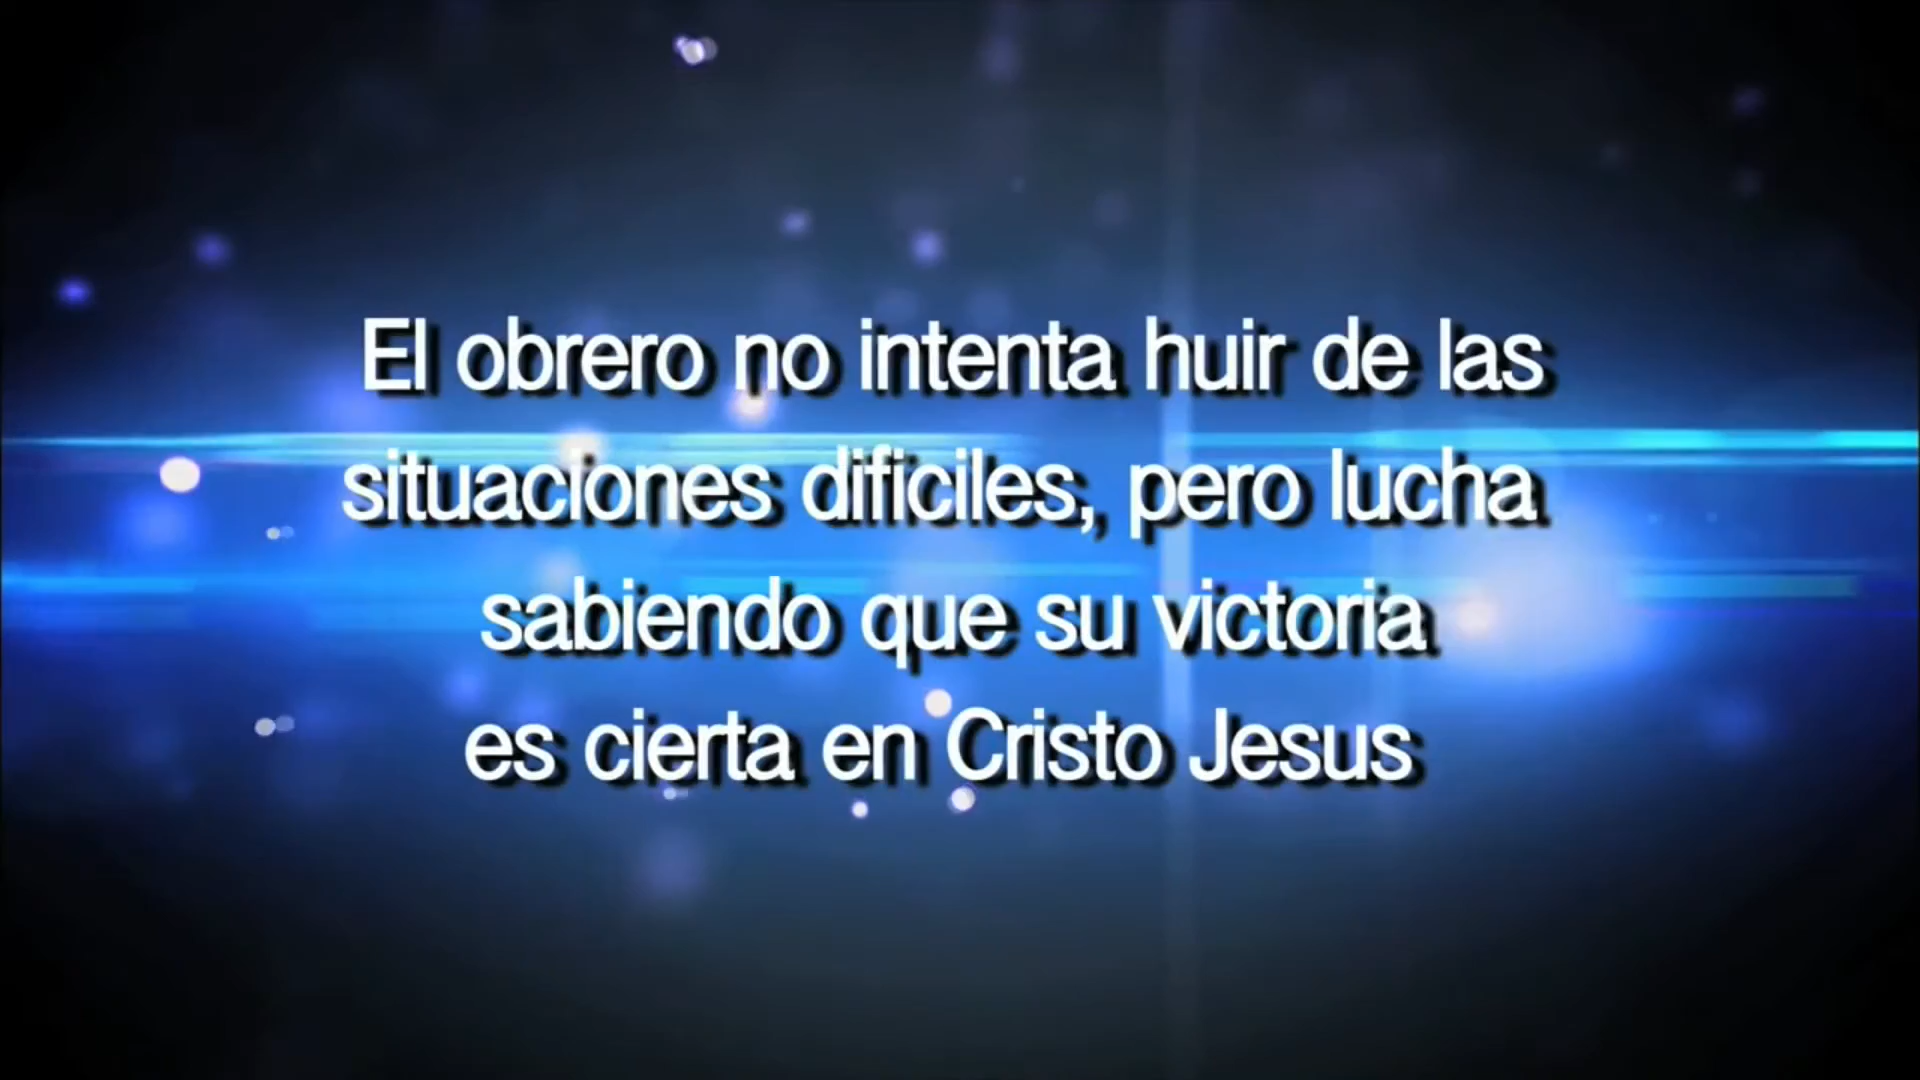 El obrero no intenta huir de las
situaciones dificiles, pero lucha
sabiendo que su victoria
es cierta en Cristo Jesus